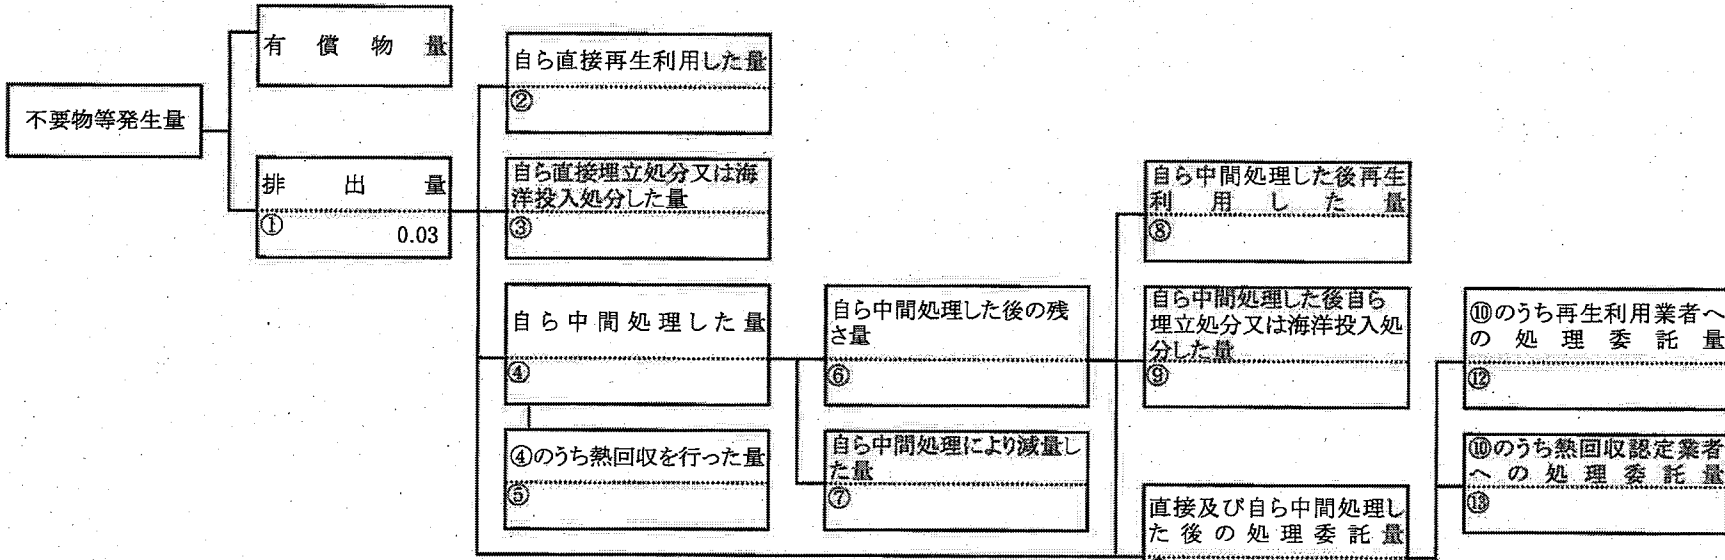 有償物量
不要物等発生量
排出量
①
0.03
自ら直接再生利用した量
②
自ら直接埋立処分又は海
洋投入処分した量
③
自ら中間処理した量
④
④のうち熱回収を行った量
⑤
自ら中間処理した後の残
さ量
⑥
自ら中間処理により減量し
た量
⑦
自ら中間処理した後再生
利用した量
⑧
自ら中間処理した後自ら
埋立処分又は海洋投入処
分した量
⑨
直接及び自ら中間処理し
た後の処理委託量
⑩のうち再生利用業者へ
の処理委託量
⑫
⑩のうち熱回収認定業者
への処理委託量
⑬